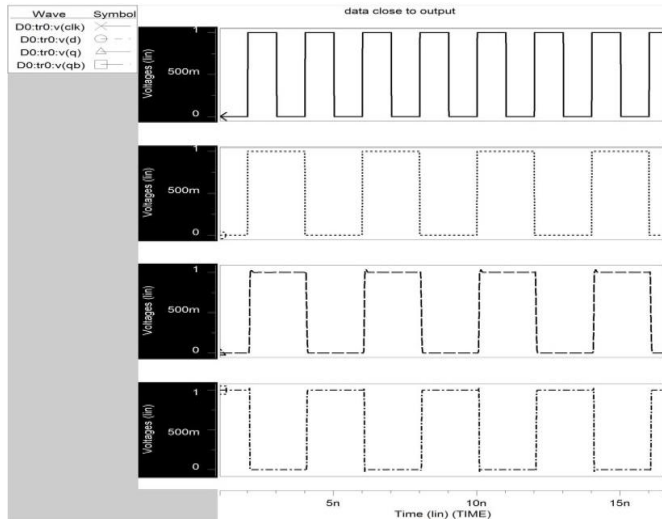 Wave Symbol
D0:tr0:v(clk)
D0:tr0:v(d)
D0:tr0:v(q)
D0:tr0:v(qb)
data close to output
Voltages (lin)
1
500m
0
Voltages (lin)
1
500m
0
Voltages (lin)
1
500m
0
Voltages (lin)
1
500m
0
5n 10n 15n
Time (lin) (TIME)